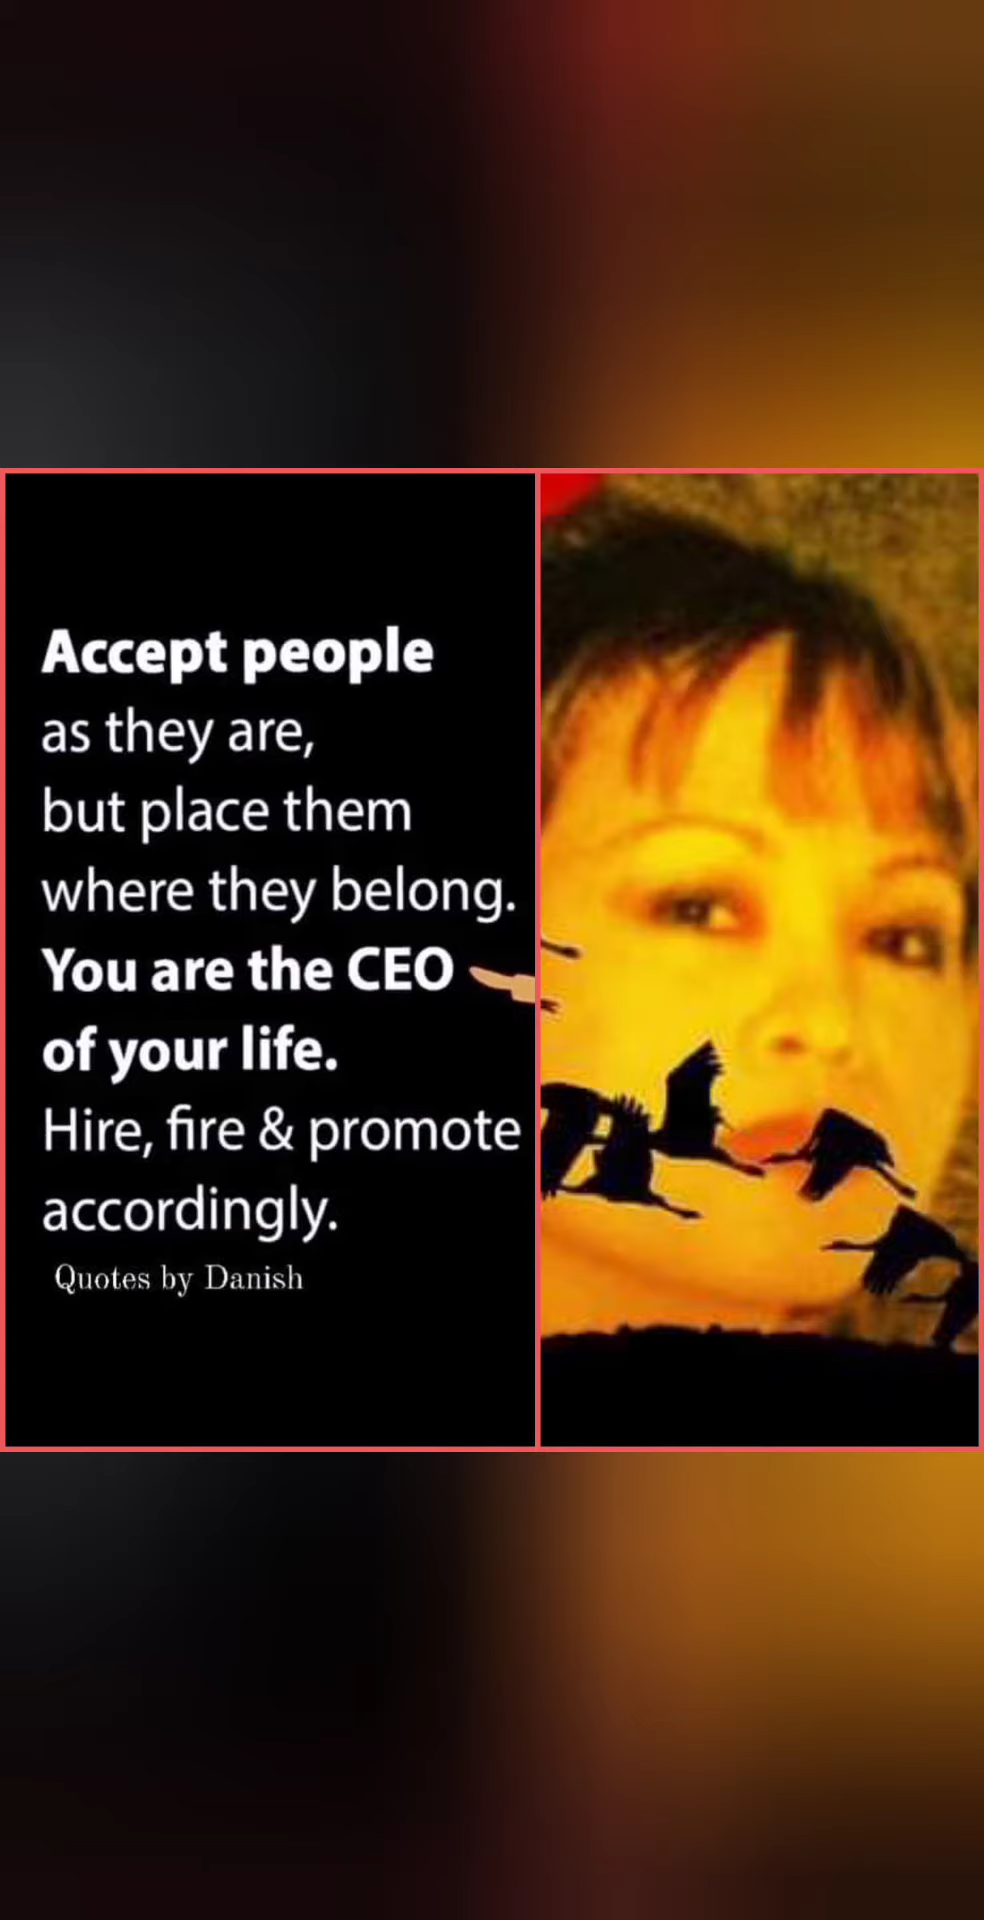 Accept people
as they are,
but place them
where they belong.
You are the CEO
of your life.
Hire, fire & promote
accordingly.
Quotes by Danish